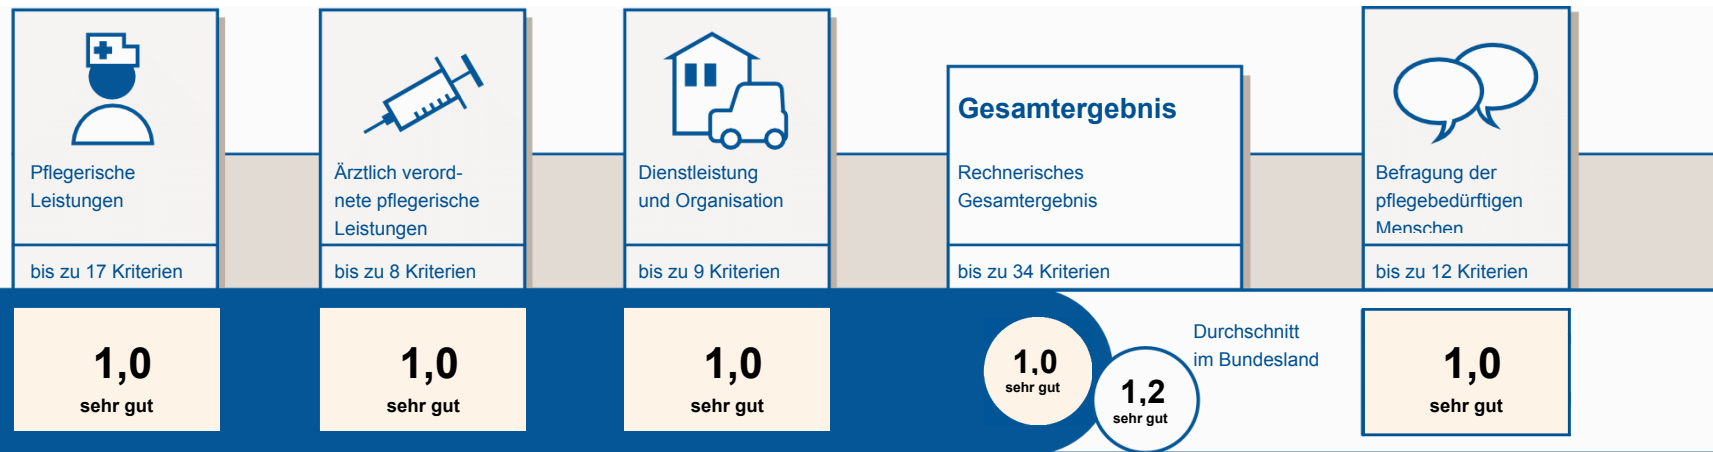 Pflegerische
Leistungen
bis zu 17 Kriterien
1,0
sehr gut
Ärztlich verord-
nete pflegerische
Leistungen
bis zu 8 Kriterien
1,0
sehr gut
Dienstleistung
und Organisation
bis zu 9 Kriterien
1,0
sehr gut
Gesamtergebnis
Rechnerisches
Gesamtergebnis
bis zu 34 Kriterien
1,0
sehr gut
1,2
sehr gut
Durchschnitt
im Bundesland
Befragung der
pflegebedürftigen
Menschen
bis zu 12 Kriterien
1,0
sehr gut